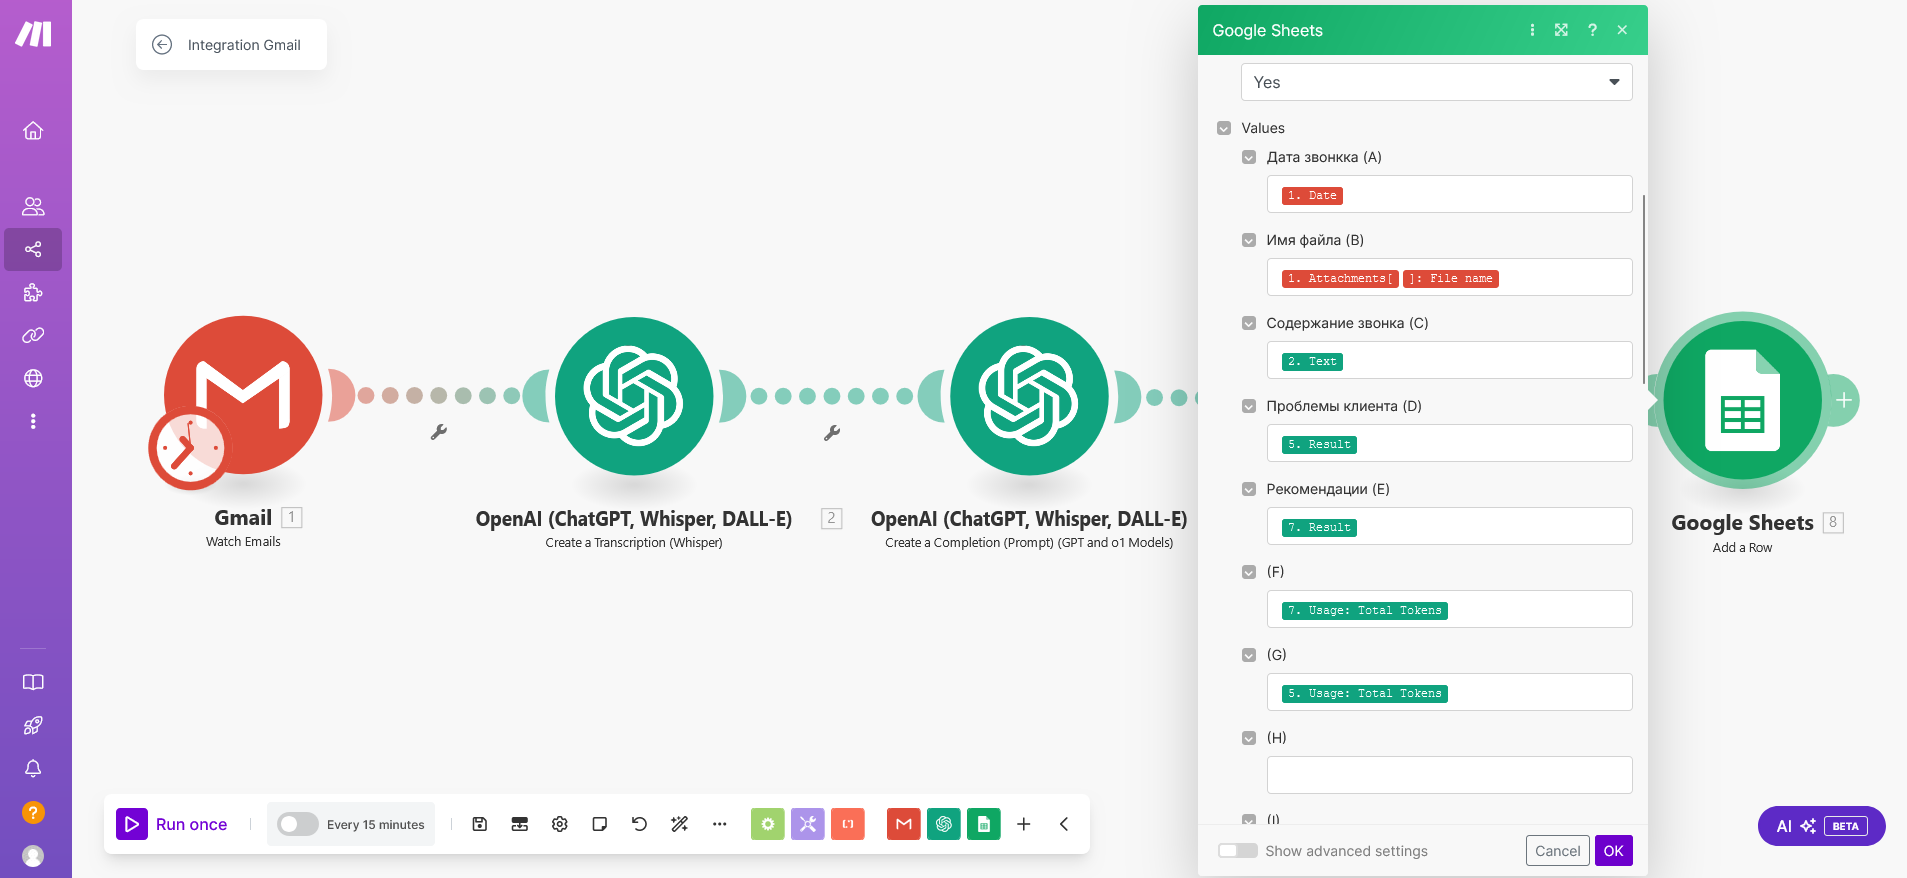 Integration Gmail
Google Sheets
?
Yes
Values
Дата звонкка (A)
1. Date
Имя файла (B)
1. Attachments[ ]: File name
Содержание звонка (C)
2. Text
Проблемы клиента (D)
5. Result
Рекомендации (E)
7. Result
(F)
7. Usage: Total Tokens
(G)
5. Usage: Total Tokens
(H)
(I)
Show advanced settings
Cancel
OK
Gmail 1
Watch Emails
OpenAI (ChatGPT, Whisper, DALL-E) 2
Create a Transcription (Whisper)
OpenAI (ChatGPT, Whisper, DALL-E)
Create a Completion (Prompt) (GPT and o1 Models)
Google Sheets 8
Add a Row
?
Run once
Every 15 minutes
AI BETA